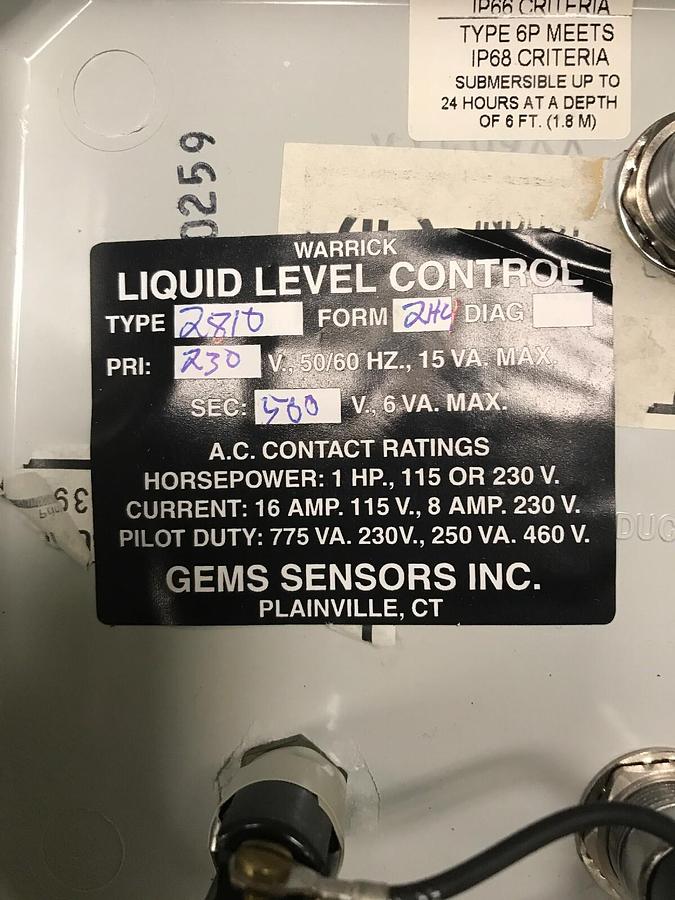 IP66 CRITERIA
TYPE 6P MEETS
IP68 CRITERIA
SUBMERSIBLE UP TO
24 HOURS AT A DEPTH
OF 6 FT. (1.8 M)
0259
WARRICK
LIQUID LEVEL CONTROL
TYPE 2810 FORM 2H4 DIAG
PRI: 230 V., 50/60 HZ., 15 VA. MAX.
SEC: 500 V., 6 VA. MAX.
A.C. CONTACT RATINGS
HORSEPOWER: 1 HP., 115 OR 230 V.
CURRENT: 16 AMP. 115 V., 8 AMP. 230 V.
PILOT DUTY: 775 VA. 230V., 250 VA. 460 V.
GEMS SENSORS INC.
PLAINVILLE, CT
39